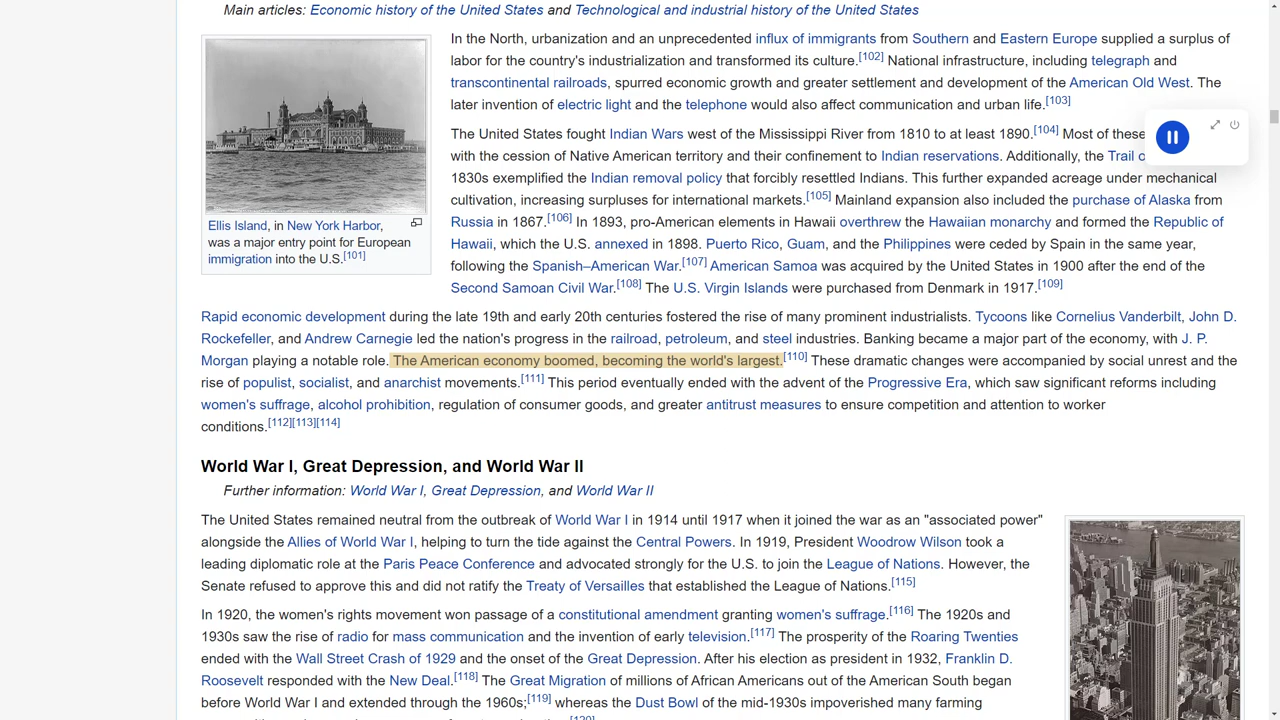 Main articles: Economic history of the United States and Technological and industrial history of the United States
In the North, urbanization and an unprecedented influx of immigrants from Southern and Eastern Europe supplied a surplus of
labor for the country's industrialization and transformed its culture.[102] National infrastructure, including telegraph and
transcontinental railroads, spurred economic growth and greater settlement and development of the American Old West. The
later invention of electric light and the telephone would also affect communication and urban life.[103]
The United States fought Indian Wars west of the Mississippi River from 1810 to at least 1890.[104] Most of these
with the cession of Native American territory and their confinement to Indian reservations. Additionally, the Trail
1830s exemplified the Indian removal policy that forcibly resettled Indians. This further expanded acreage under mechanical
cultivation, increasing surpluses for international markets.[105] Mainland expansion also included the purchase of Alaska from
Russia in 1867.[106] In 1893, pro-American elements in Hawaii overthrew the Hawaiian monarchy and formed the Republic of
Hawaii, which the U.S. annexed in 1898. Puerto Rico, Guam, and the Philippines were ceded by Spain in the same year,
following the Spanish–American War.[107] American Samoa was acquired by the United States in 1900 after the end of the
Second Samoan Civil War.[108] The U.S. Virgin Islands were purchased from Denmark in 1917.[109]
Ellis Island, in New York Harbor,
was a major entry point for European
immigration into the U.S.[101]
Rapid economic development during the late 19th and early 20th centuries fostered the rise of many prominent industrialists. Tycoons like Cornelius Vanderbilt, John D.
Rockefeller, and Andrew Carnegie led the nation's progress in the railroad, petroleum, and steel industries. Banking became a major part of the economy, with J. P.
Morgan playing a notable role. The American economy boomed, becoming the world's largest.[110] These dramatic changes were accompanied by social unrest and the
rise of populist, socialist, and anarchist movements.[111] This period eventually ended with the advent of the Progressive Era, which saw significant reforms including
women's suffrage, alcohol prohibition, regulation of consumer goods, and greater antitrust measures to ensure competition and attention to worker
conditions.[112][113][114]
World War I, Great Depression, and World War II
Further information: World War I, Great Depression, and World War II
The United States remained neutral from the outbreak of World War I in 1914 until 1917 when it joined the war as an "associated power"
alongside the Allies of World War I, helping to turn the tide against the Central Powers. In 1919, President Woodrow Wilson took a
leading diplomatic role at the Paris Peace Conference and advocated strongly for the U.S. to join the League of Nations. However, the
Senate refused to approve this and did not ratify the Treaty of Versailles that established the League of Nations.[115]
In 1920, the women's rights movement won passage of a constitutional amendment granting women's suffrage.[116] The 1920s and
1930s saw the rise of radio for mass communication and the invention of early television.[117] The prosperity of the Roaring Twenties
ended with the Wall Street Crash of 1929 and the onset of the Great Depression. After his election as president in 1932, Franklin D.
Roosevelt responded with the New Deal.[118] The Great Migration of millions of African Americans out of the American South began
before World War I and extended through the 1960s;[119] whereas the Dust Bowl of the mid-1930s impoverished many farming